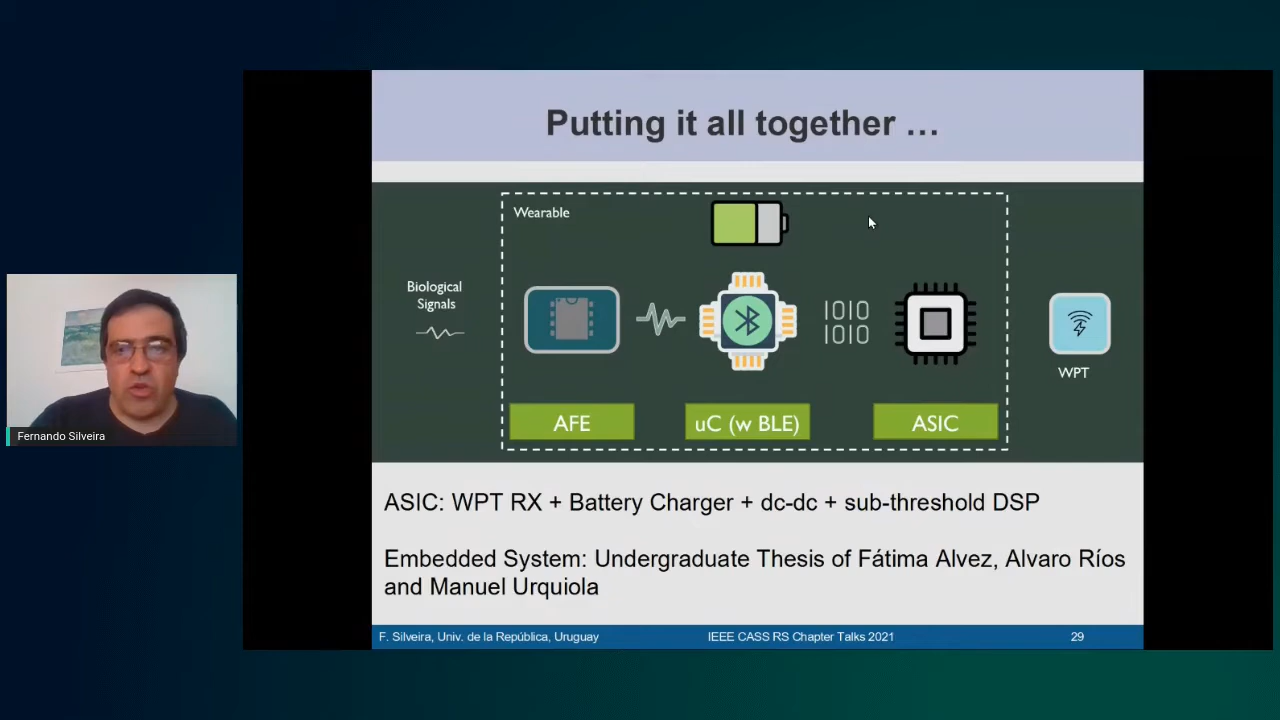 Putting it all together …
Wearable
Biological
Signals
1010
1010
WPT
AFE
uC (w BLE)
ASIC
Fernando Silveira
ASIC: WPT RX + Battery Charger + dc-dc + sub-threshold DSP
Embedded System: Undergraduate Thesis of Fátima Alvez, Alvaro Ríos
and Manuel Urquiola
F. Silveira, Univ. de la República, Uruguay
IEEE CASS RS Chapter Talks 2021
29